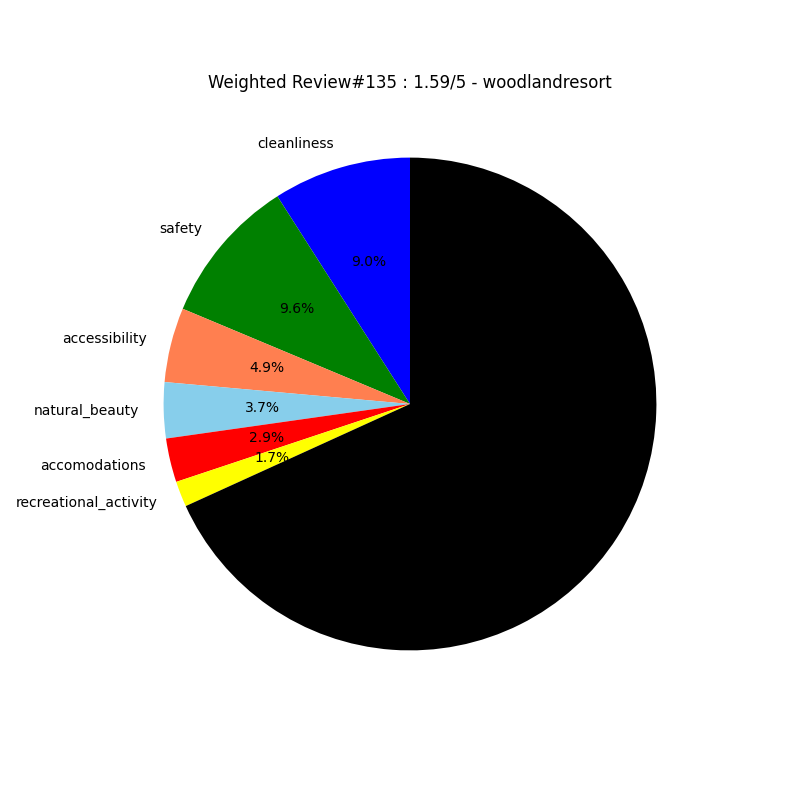 Weighted Review#135 : 1.59/5 - woodlandresort
cleanliness
9.0%
safety
9.6%
accessibility
4.9%
natural_beauty
3.7%
accomodations
2.9%
recreational_activity
1.7%